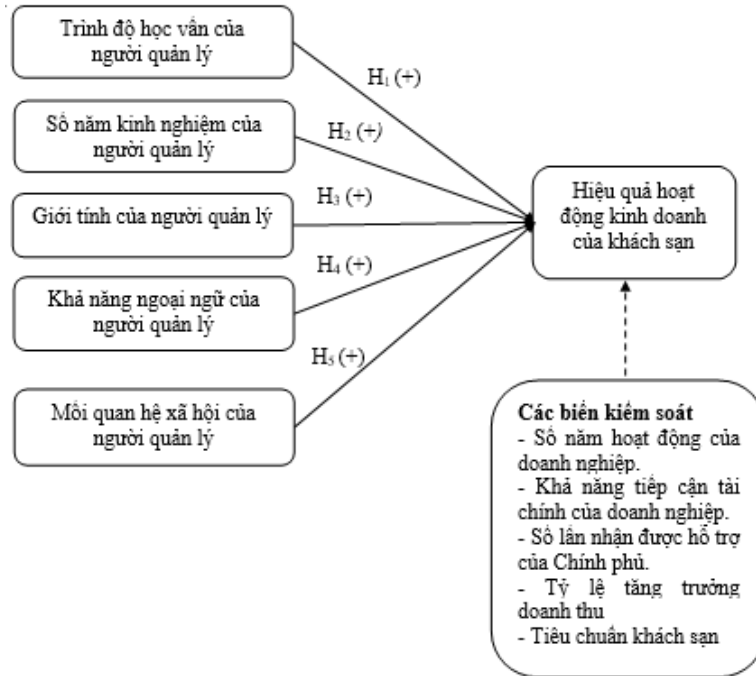 Trình độ học vấn của
người quản lý
H₁ (+)
Số năm kinh nghiệm của
người quản lý
H₂ (+)
Giới tính của người quản lý
H₃ (+)
Hiệu quả hoạt
động kinh doanh
của khách sạn
Khả năng ngoại ngữ của
người quản lý
H₄ (+)
H₅ (+)
Mối quan hệ xã hội của
người quản lý
Các biến kiểm soát
- Số năm hoạt động của
doanh nghiệp.
- Khả năng tiếp cận tài
chính của doanh nghiệp.
- Số lần nhận được hỗ trợ
của Chính phủ.
- Tỷ lệ tăng trưởng
doanh thu
- Tiêu chuẩn khách sạn